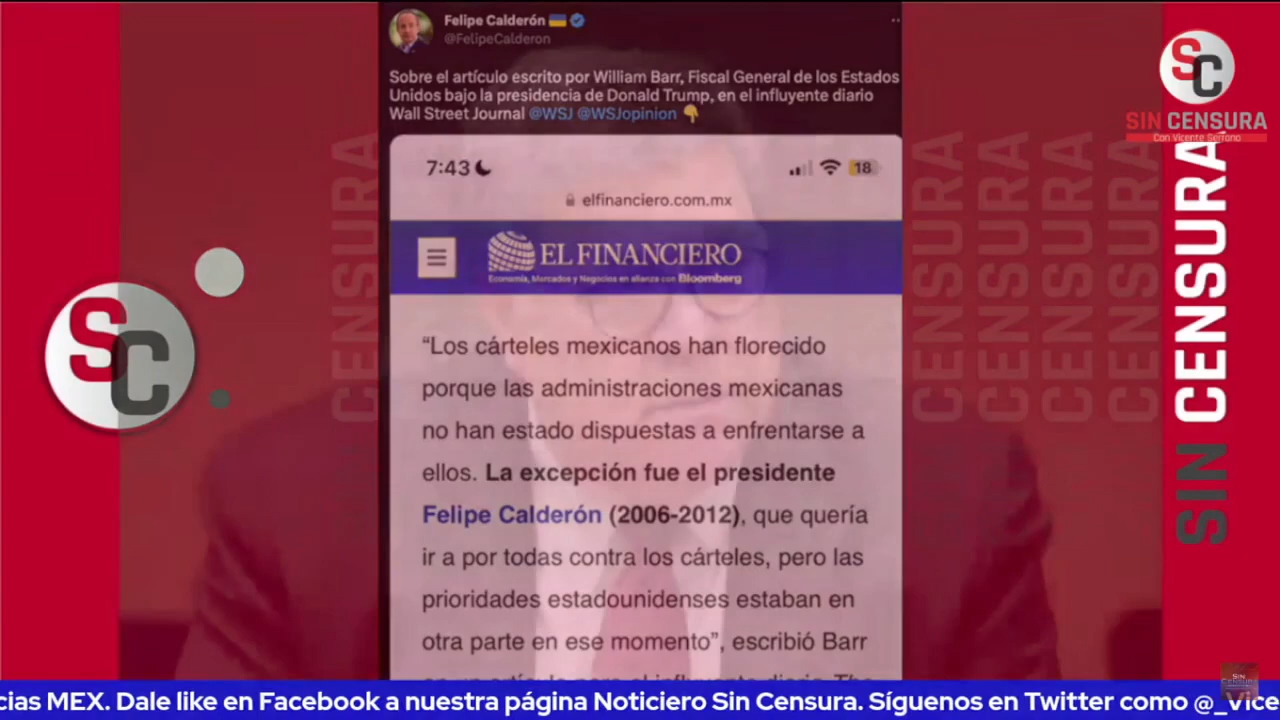 Felipe Calderón
@FelipeCalderon
Sobre el artículo escrito por William Barr, Fiscal General de los Estados
Unidos bajo la presidencia de Donald Trump, en el influyente diario
Wall Street Journal @WSJ @WSJopinion
7:43
18
elfinanciero.com.mx
EL FINANCIERO
Economía, Mercados y Negocios en alianza con Bloomberg
“Los cárteles mexicanos han florecido
porque las administraciones mexicanas
no han estado dispuestas a enfrentarse a
ellos. La excepción fue el presidente
Felipe Calderón (2006-2012), que quería
ir a por todas contra los cárteles, pero las
prioridades estadounidenses estaban en
otra parte en ese momento”, escribió Barr
SC
SIN CENSURA
Con Vicente Serrano
SC
CENSURA
CENSURA
CENSURA
CENSURA
CENSURA
SIN CENSURA
SIN
CENSURA
cias MEX. Dale like en Facebook a nuestra página Noticiero Sin Censura. Síguenos en Twitter como @_Vice